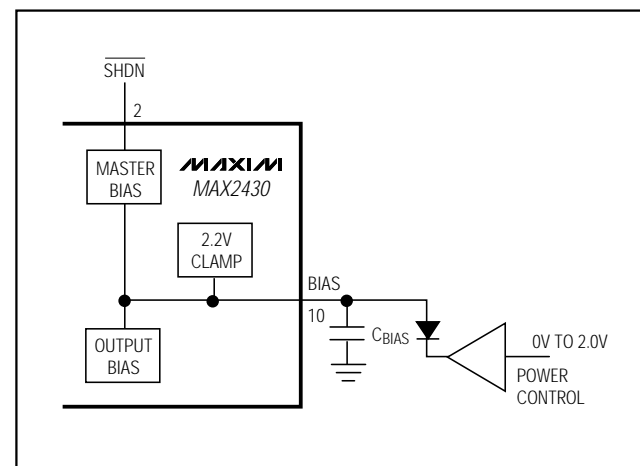 SHDN
2
MASTER
BIAS
MAXIM
MAX2430
2.2V
CLAMP
BIAS
10
CBIAS
OUTPUT
BIAS
0V TO 2.0V
POWER
CONTROL